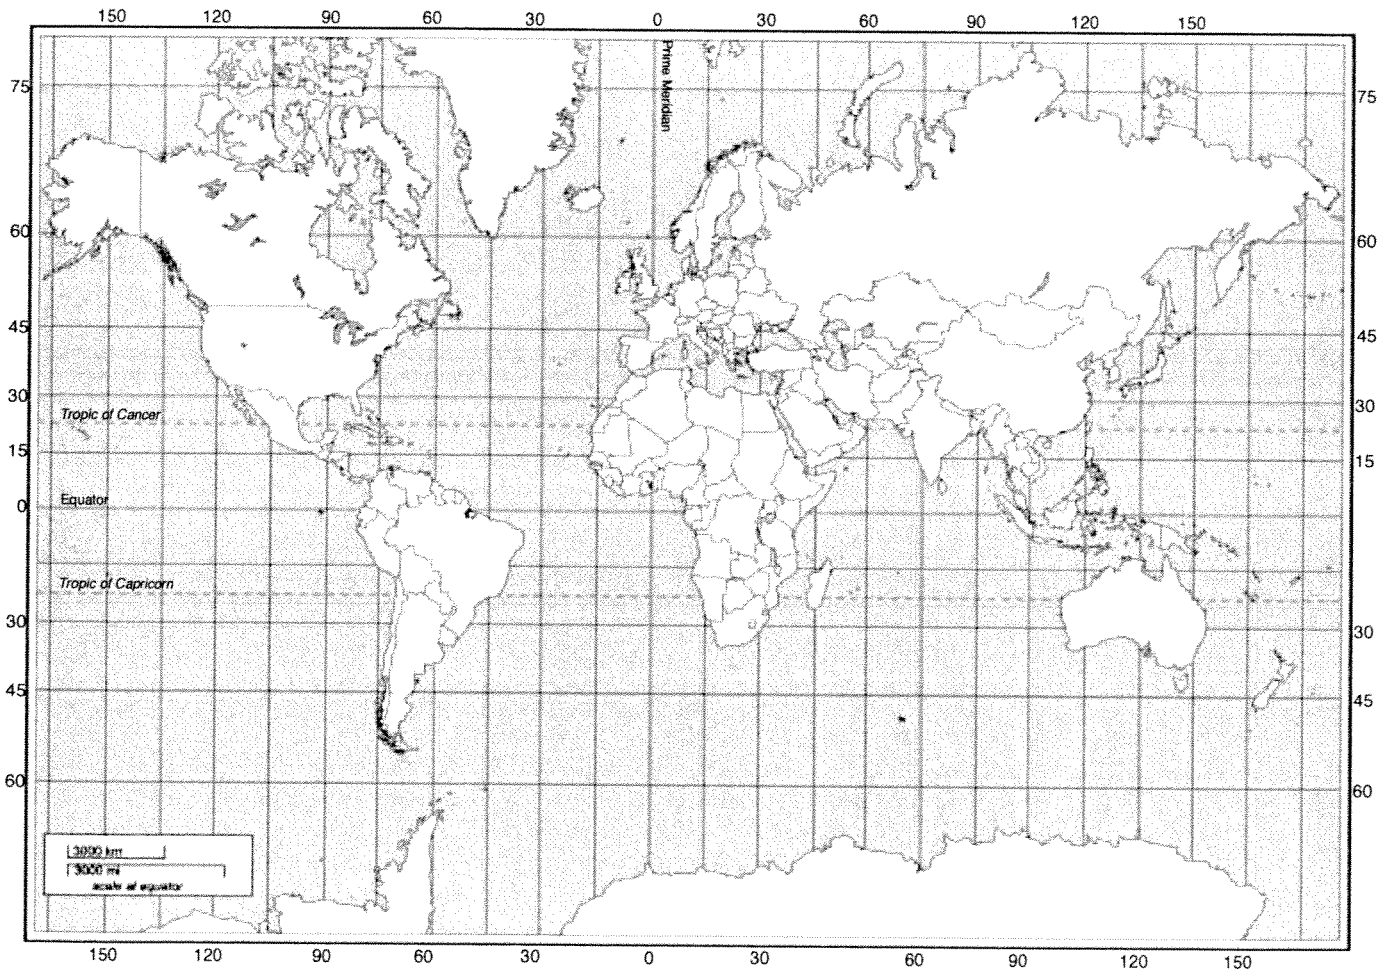 150 120 90 60 30 0 30 60 90 120 150
Prime Meridian
75 75
60 60
45 45
30 30
Tropic of Cancer
15 15
0 Equator
Tropic of Capricorn
30 30
45 45
60 60
3000 km
3000 mi
scale at equator
150 120 90 60 30 0 30 60 90 120 150